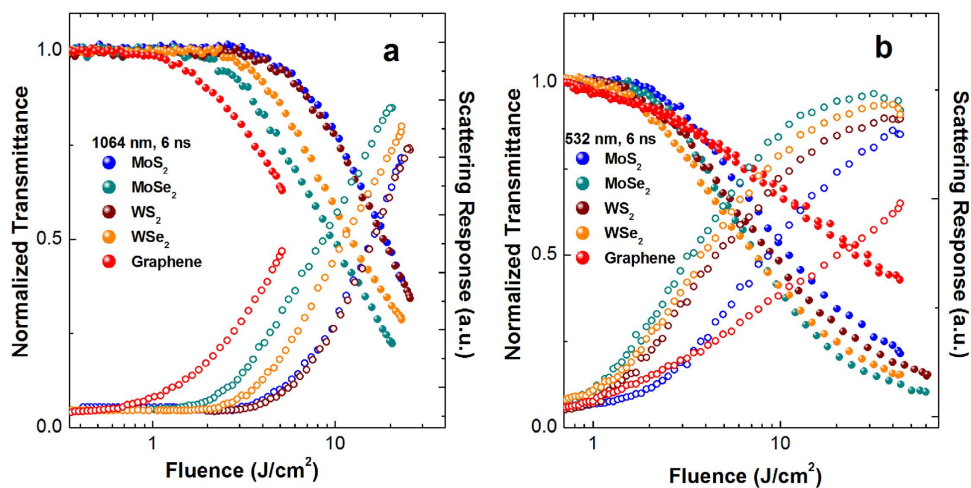 a
1.0
0.5
0.0
Normalized Transmittance
1064 nm, 6 ns
MoS2
MoSe2
WS2
WSe2
Graphene
Scattering Response (a.u.)
1
10
Fluence (J/cm2)
b
1.0
0.5
0.0
Normalized Transmittance
532 nm, 6 ns
MoS2
MoSe2
WS2
WSe2
Graphene
Scattering Response (a.u.)
1
10
Fluence (J/cm2)